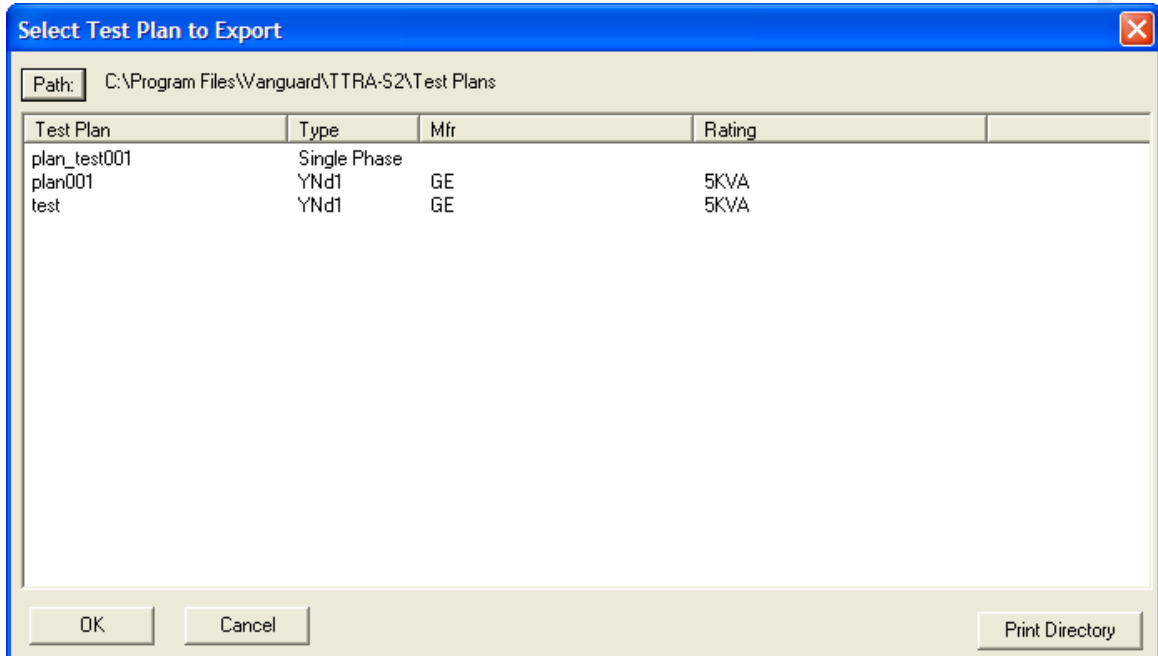 Select Test Plan to Export
Path: C:\Program Files\Vanguard\TTRA-S2\Test Plans
Test Plan Type Mfr Rating
plan_test001 Single Phase
plan001 YNd1 GE 5KVA
test YNd1 GE 5KVA
OK Cancel Print Directory